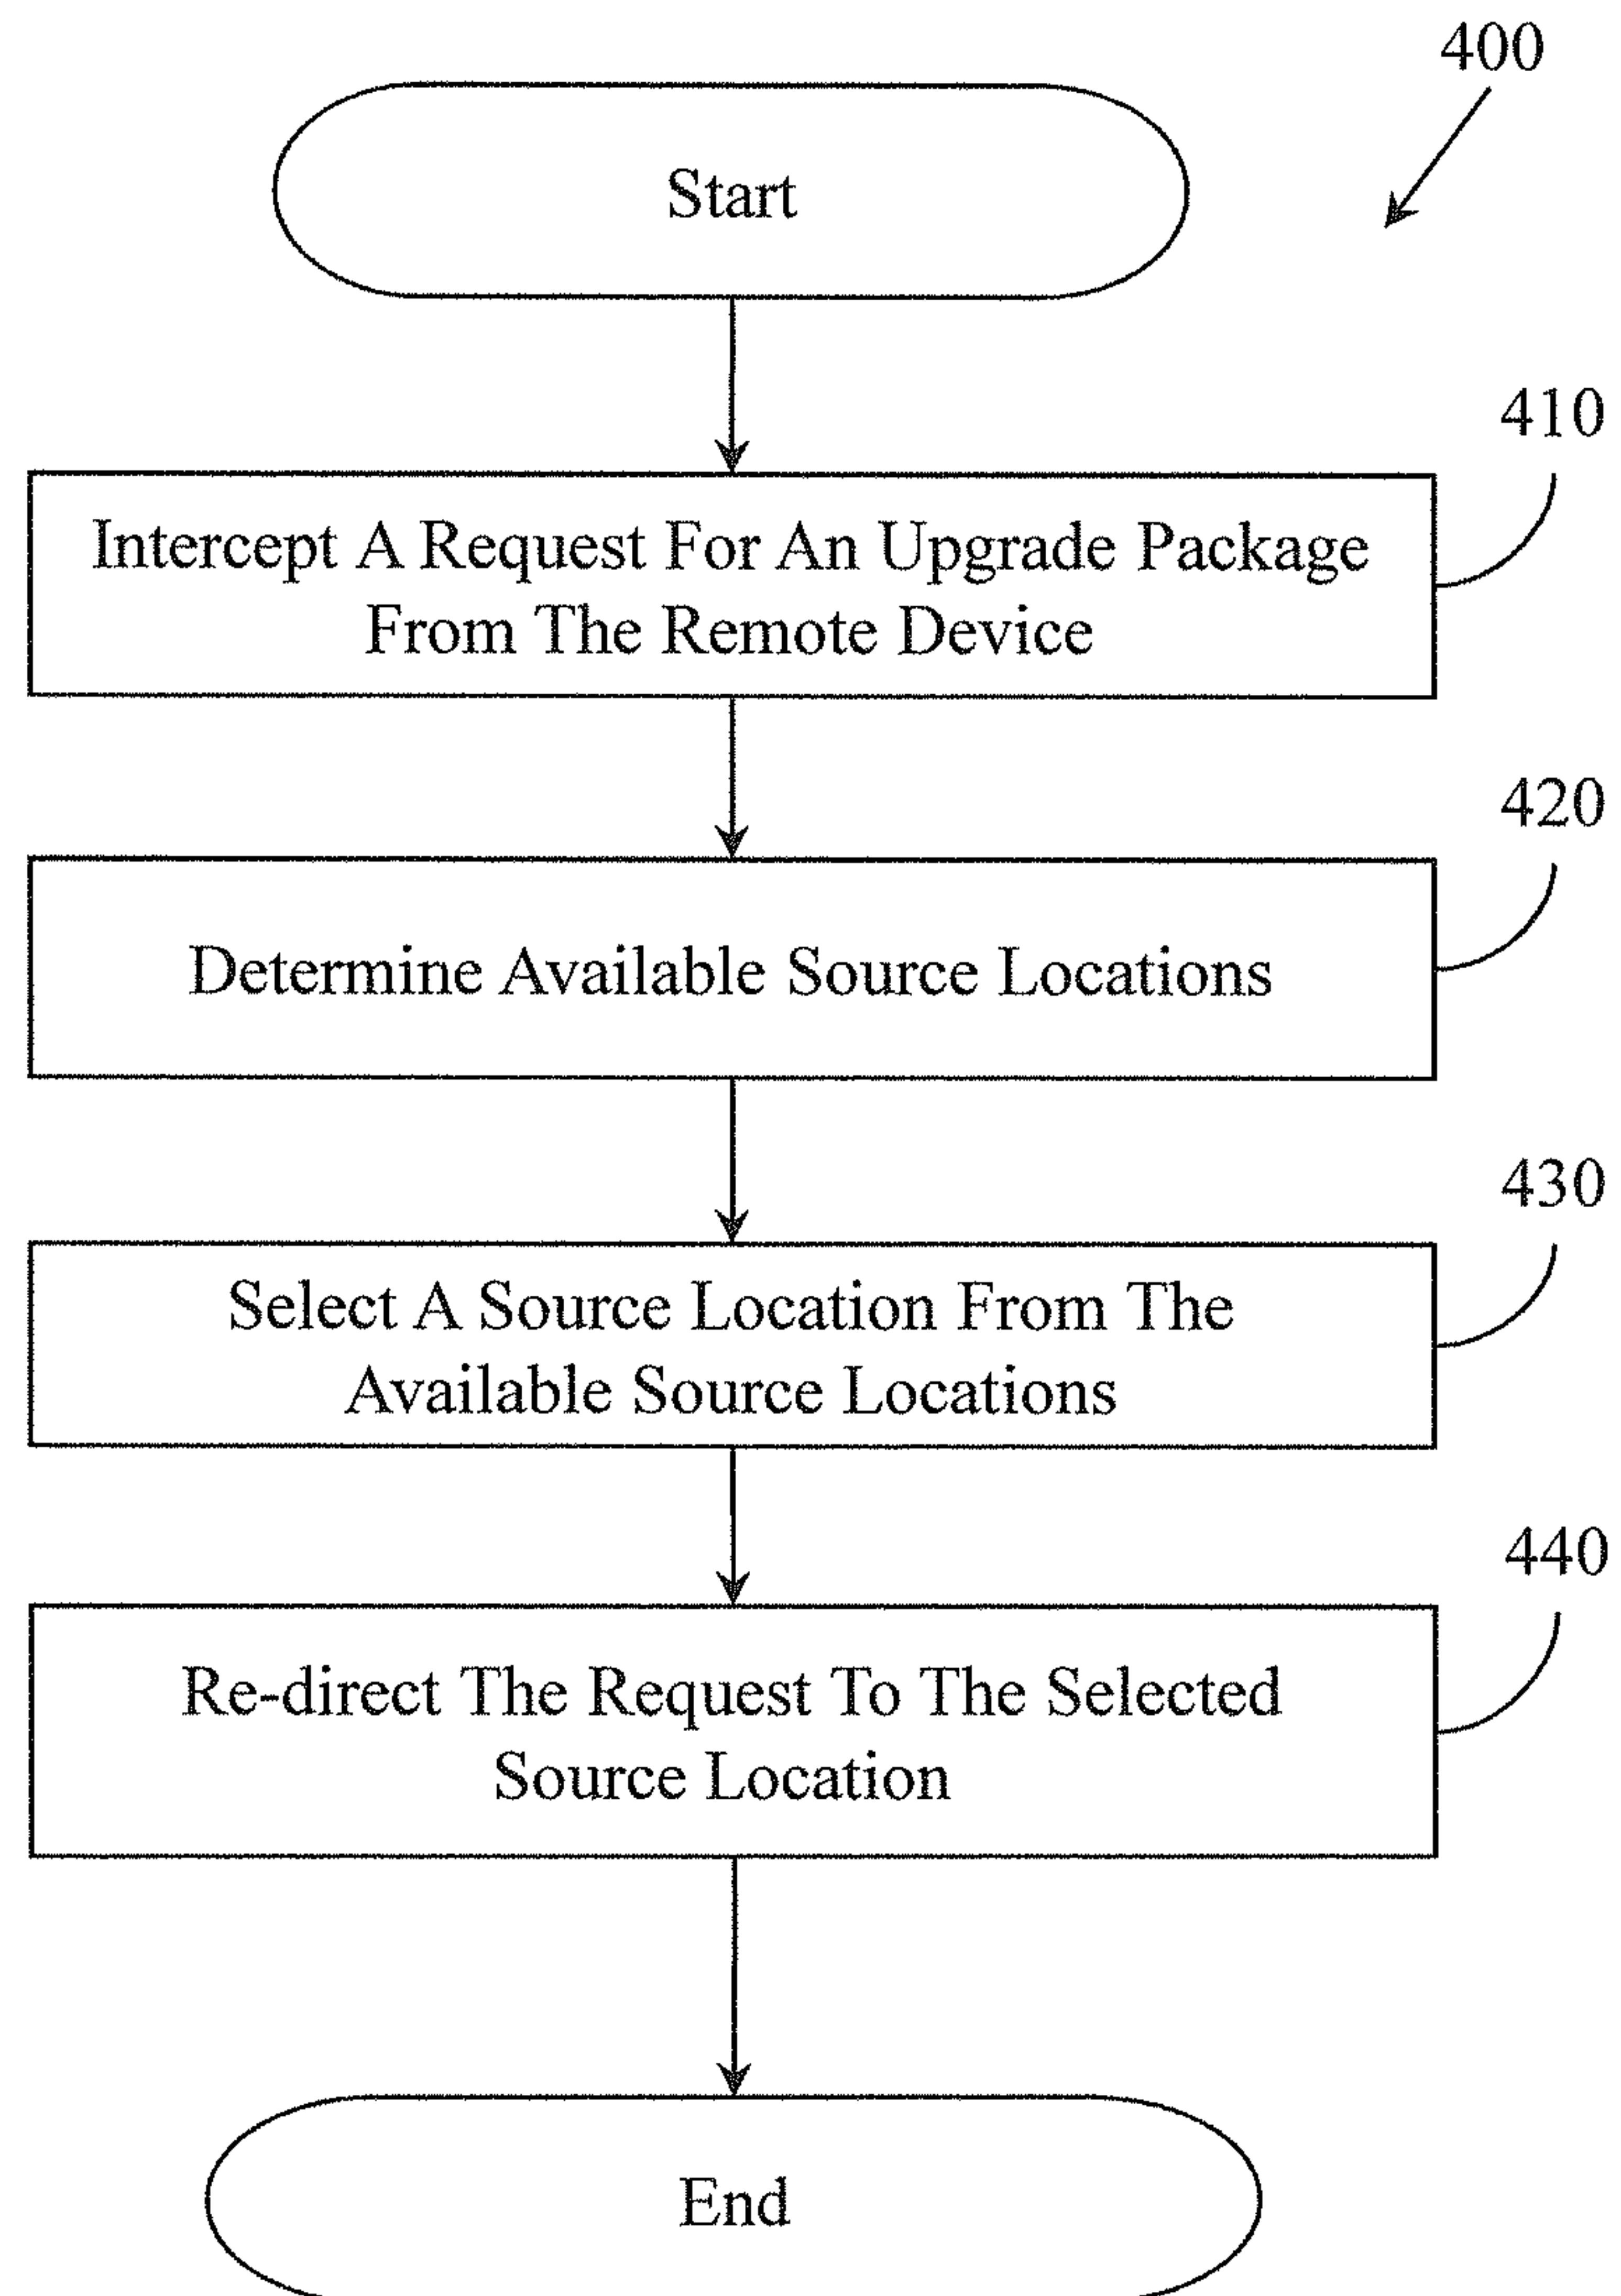 400
Start
410
Intercept A Request For An Upgrade Package
From The Remote Device
420
Determine Available Source Locations
430
Select A Source Location From The
Available Source Locations
440
Re-direct The Request To The Selected
Source Location
End